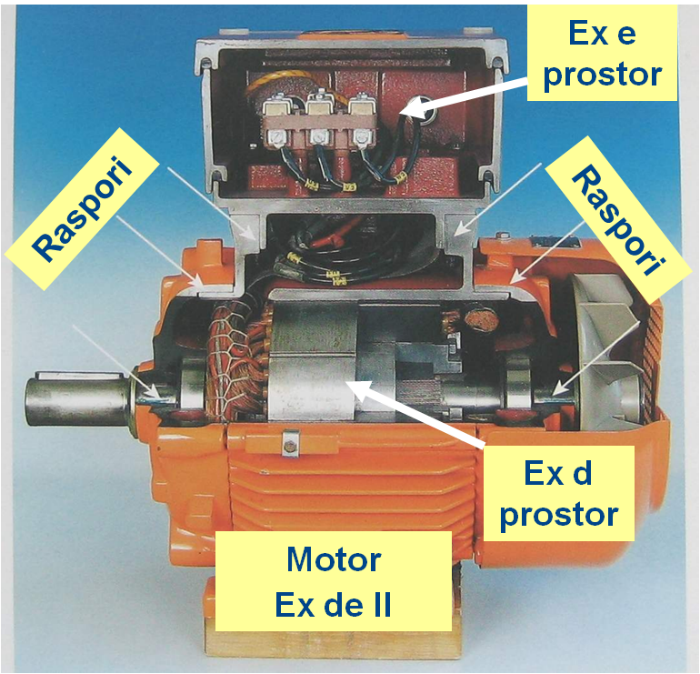 Ex e
prostor
Raspori
Raspori
Ex d
prostor
Motor
Ex de II